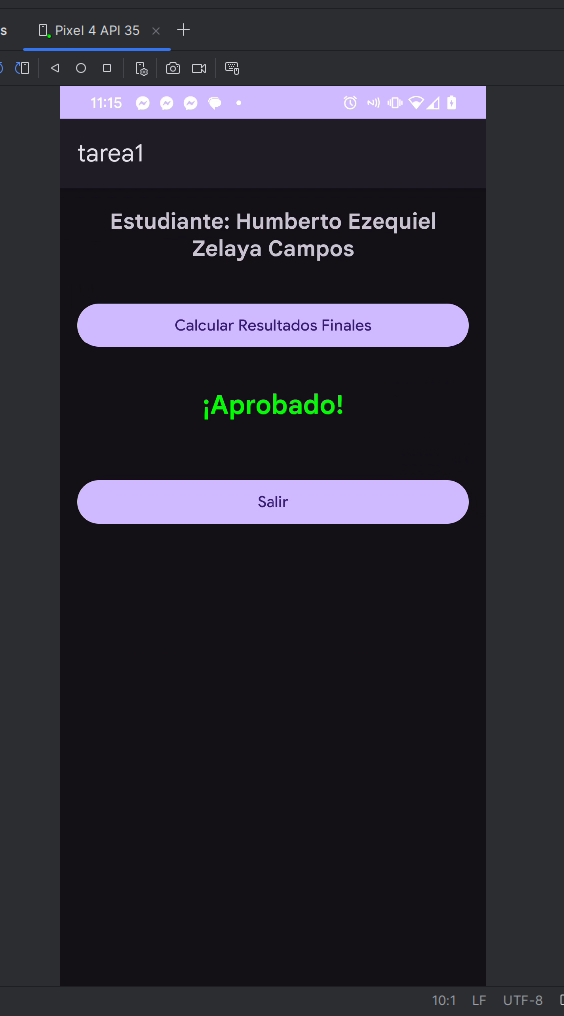 s
Pixel 4 API 35
11:15
tarea1
Estudiante: Humberto Ezequiel
Zelaya Campos
Calcular Resultados Finales
¡Aprobado!
Salir
10:1 LF UTF-8